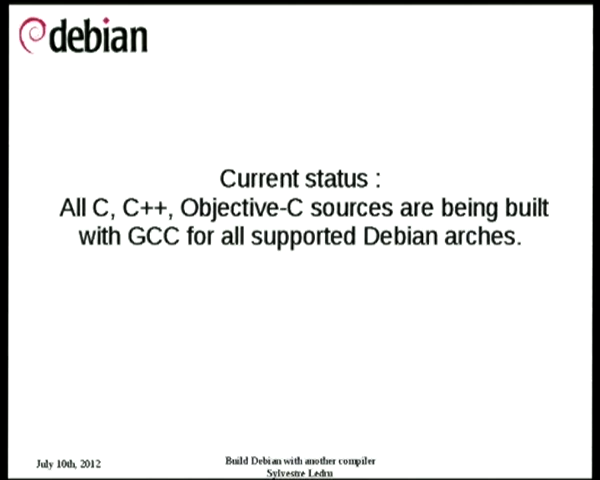 debian
Current status :
All C, C++, Objective-C sources are being built
with GCC for all supported Debian arches.
July 10th, 2012
Build Debian with another compiler
Sylvestre Ledru